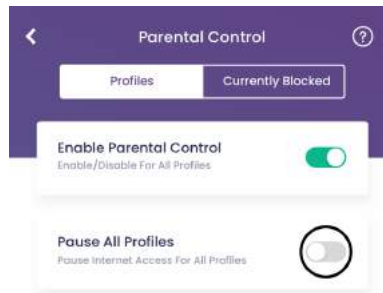 Parental Control
Profiles Currently Blocked
Enable Parental Control
Enable/Disable For All Profiles
Pause All Profiles
Pause Internet Access For All Profiles